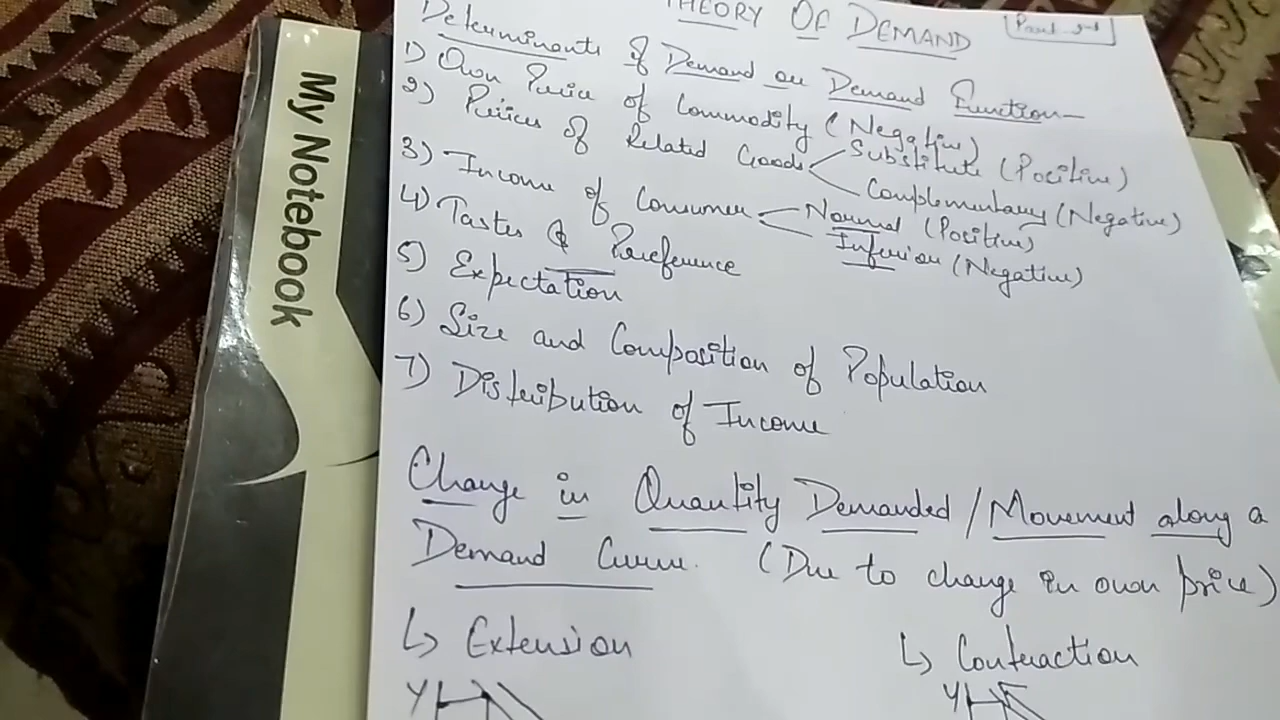 THEORY OF DEMAND
Determinants of Demand or Demand Function-
1) Own Price of Commodity (Negative)
2) Prices of Related Goods
Substitute (Positive)
Complementary (Negative)
3) Income of Consumer
Normal (Positive)
Inferior (Negative)
4) Tastes & Preference
5) Expectation
6) Size and Composition of Population
7) Distribution of Income
Change in Quantity Demanded / Movement along a
Demand Curve. (Due to change in own price)
↳ Extension
↳ Contraction
Y
Y
My Notebook